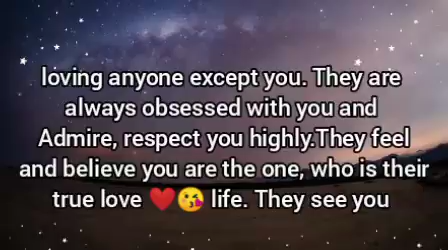 loving anyone except you. They are
always obsessed with you and
Admire, respect you highly.They feel
and believe you are the one, who is their
true love ❤️😘 life. They see you